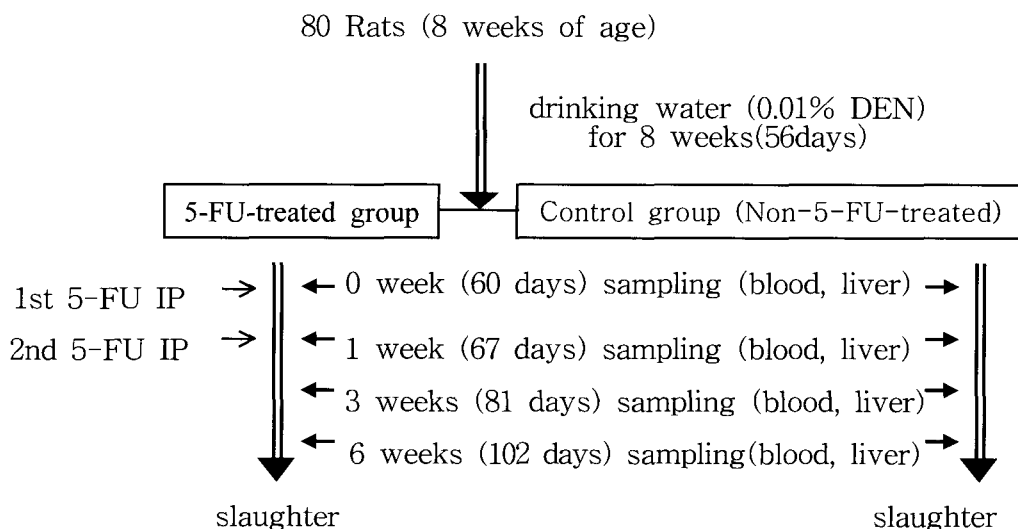 80 Rats (8 weeks of age)
drinking water (0.01% DEN)
for 8 weeks(56days)
5-FU-treated group
Control group (Non-5-FU-treated)
1st 5-FU IP
0 week (60 days) sampling (blood, liver)
2nd 5-FU IP
1 week (67 days) sampling (blood, liver)
3 weeks (81 days) sampling (blood, liver)
6 weeks (102 days) sampling(blood, liver)
slaughter
slaughter